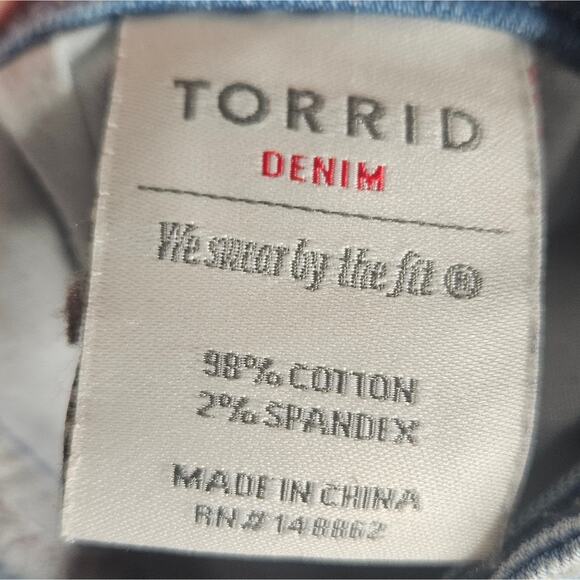 TORRID
DENIM
We swear by the fit ®
98% COTTON
2% SPANDEX
MADE IN CHINA
RN# 148862